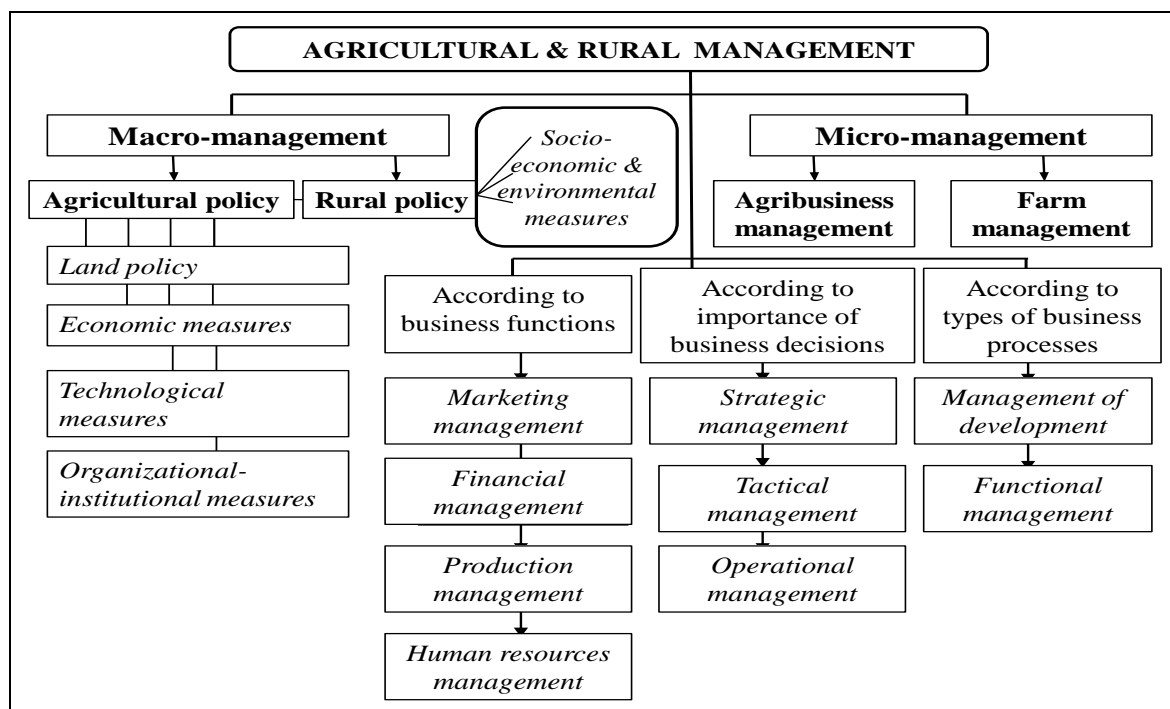 AGRICULTURAL & RURAL MANAGEMENT
Macro-management
Socio-
economic &
environmental
measures
Micro-management
Agricultural policy
Rural policy
Agribusiness
management
Farm
management
Land policy
Economic measures
Technological
measures
Organizational-
institutional measures
According to
business functions
Marketing
management
Financial
management
Production
management
Human resources
management
According to
importance of
business decisions
Strategic
management
Tactical
management
Operational
management
According to
types of business
processes
Management of
development
Functional
management